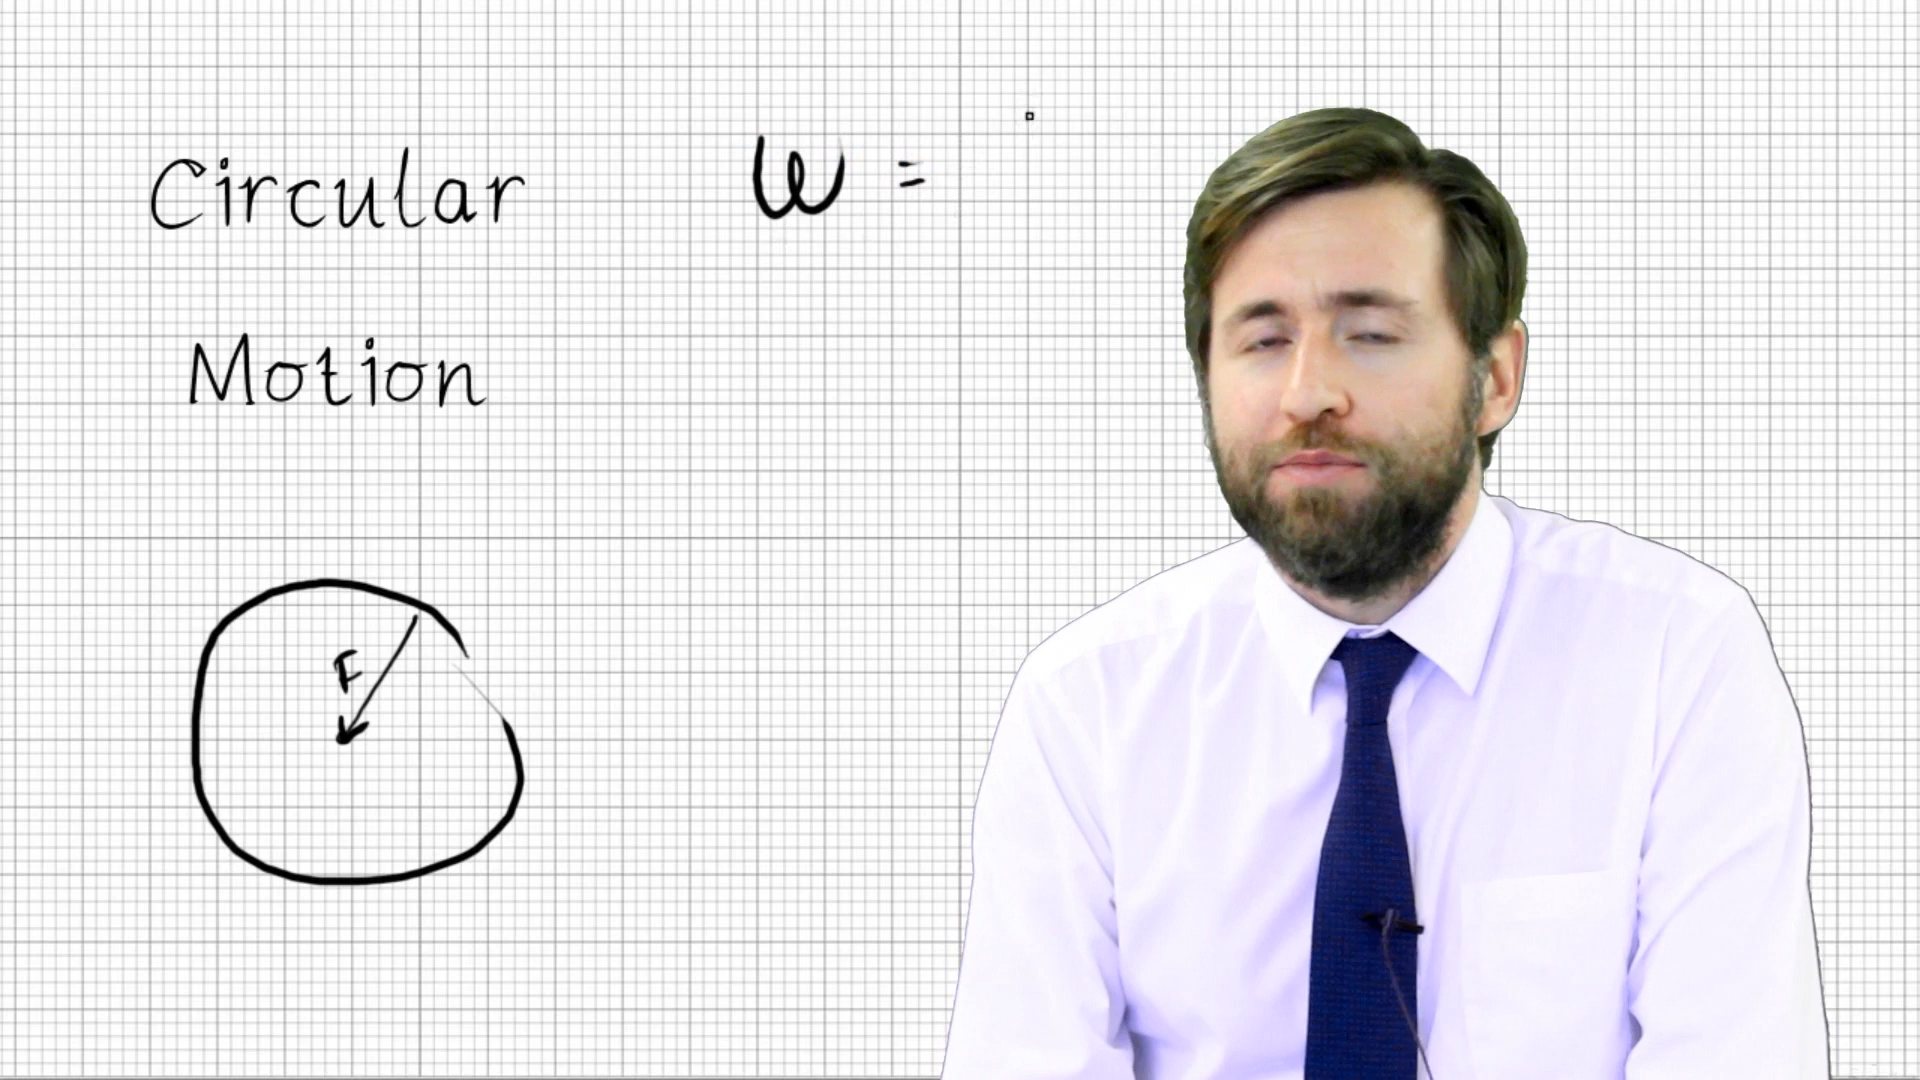 Circular
Motion
ω =
F